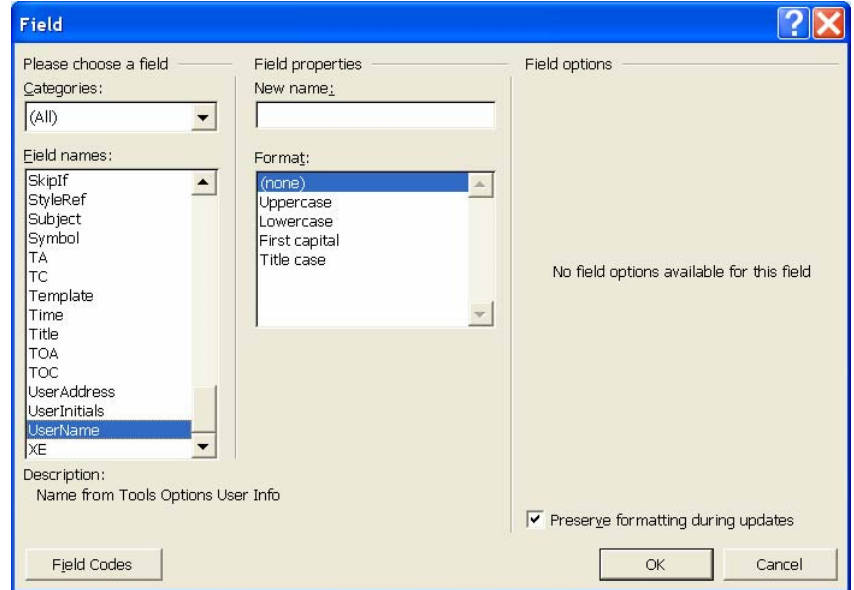 Field
Please choose a field
Categories:
(All)
Field names:
SkipIf
StyleRef
Subject
Symbol
TA
TC
Template
Time
Title
TOA
TOC
UserAddress
UserInitials
UserName
XE
Description:
Name from Tools Options User Info
Field Codes
Field properties
New name:
Format:
(none)
Uppercase
Lowercase
First capital
Title case
Field options
No field options available for this field
Preserve formatting during updates
OK
Cancel